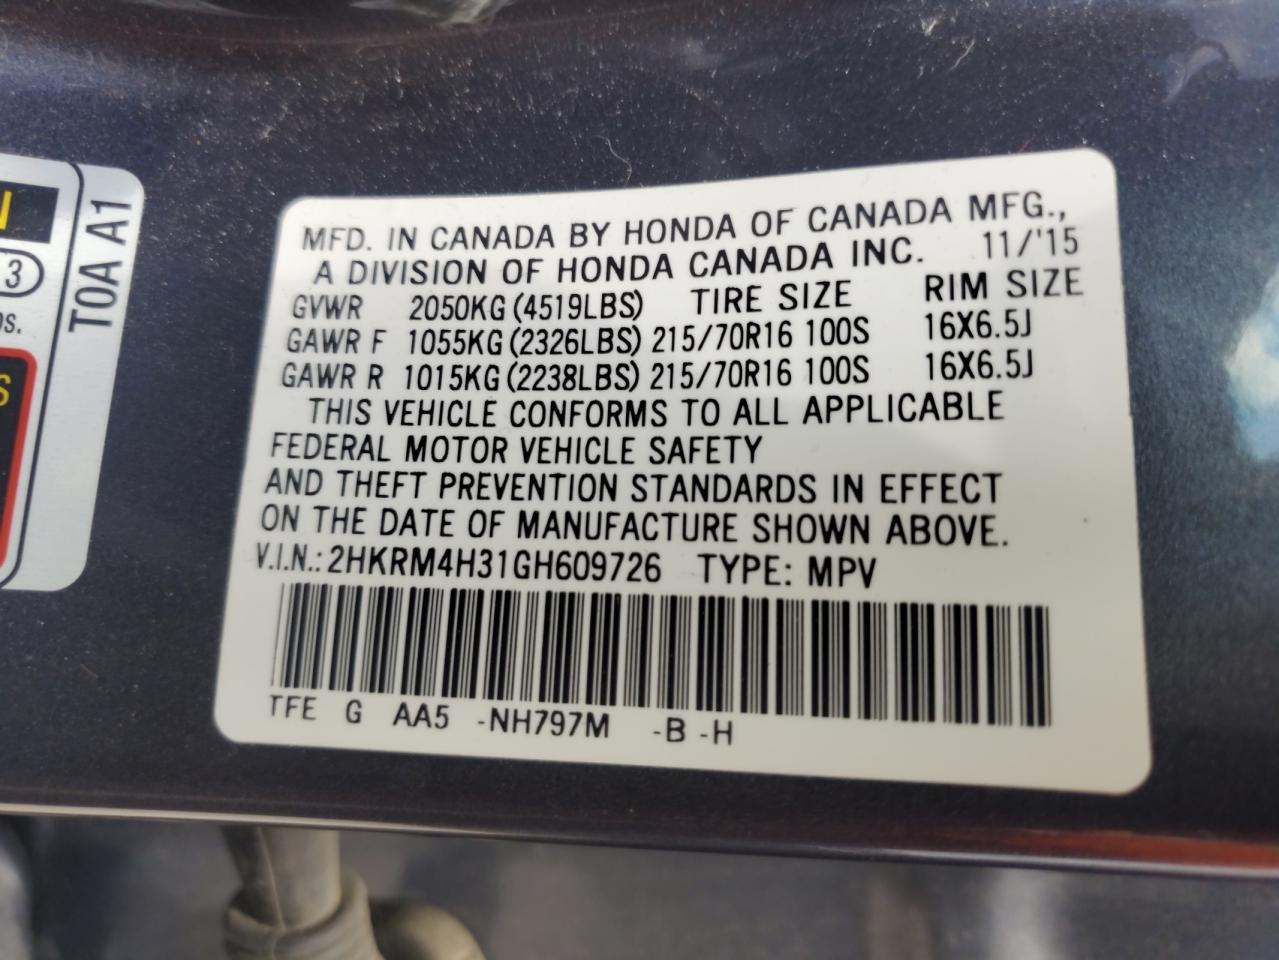 MFD. IN CANADA BY HONDA OF CANADA MFG.,
A DIVISION OF HONDA CANADA INC. 11/'15
GVWR 2050KG (4519LBS) TIRE SIZE RIM SIZE
GAWR F 1055KG (2326LBS) 215/70R16 100S 16X6.5J
GAWR R 1015KG (2238LBS) 215/70R16 100S 16X6.5J
THIS VEHICLE CONFORMS TO ALL APPLICABLE
FEDERAL MOTOR VEHICLE SAFETY
AND THEFT PREVENTION STANDARDS IN EFFECT
ON THE DATE OF MANUFACTURE SHOWN ABOVE.
V.I.N.: 2HKRM4H31GH609726 TYPE: MPV
TFE G AA5 -NH797M -B -H
T0A A1
3